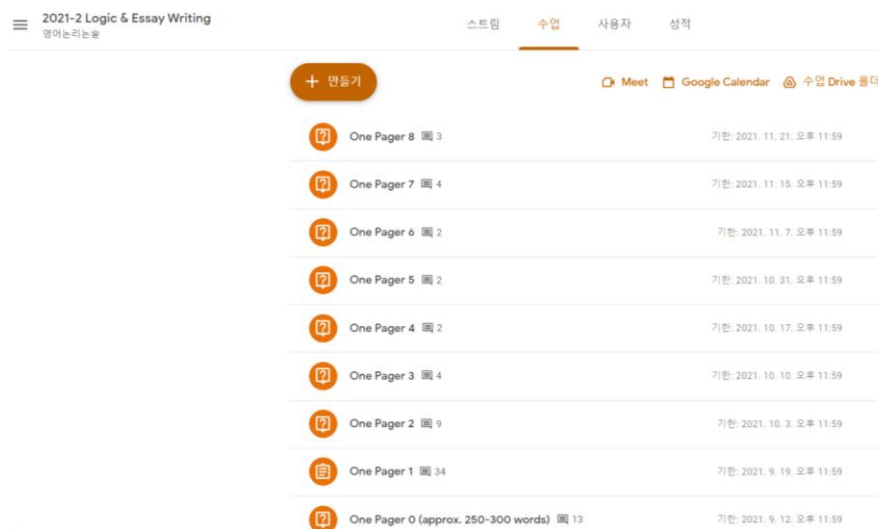 2021-2 Logic & Essay Writing
영어논리논술
스트림 수업 사용자 성적
+ 만들기
Meet Google Calendar 수업 Drive 폴더
One Pager 8 3 기한: 2021. 11. 21. 오후 11:59
One Pager 7 4 기한: 2021. 11. 15. 오후 11:59
One Pager 6 2 기한: 2021. 11. 7. 오후 11:59
One Pager 5 2 기한: 2021. 10. 31. 오후 11:59
One Pager 4 2 기한: 2021. 10. 17. 오후 11:59
One Pager 3 4 기한: 2021. 10. 10. 오후 11:59
One Pager 2 9 기한: 2021. 10. 3. 오후 11:59
One Pager 1 34 기한: 2021. 9. 19. 오후 11:59
One Pager 0 (approx. 250-300 words) 13 기한: 2021. 9. 12. 오후 11:59